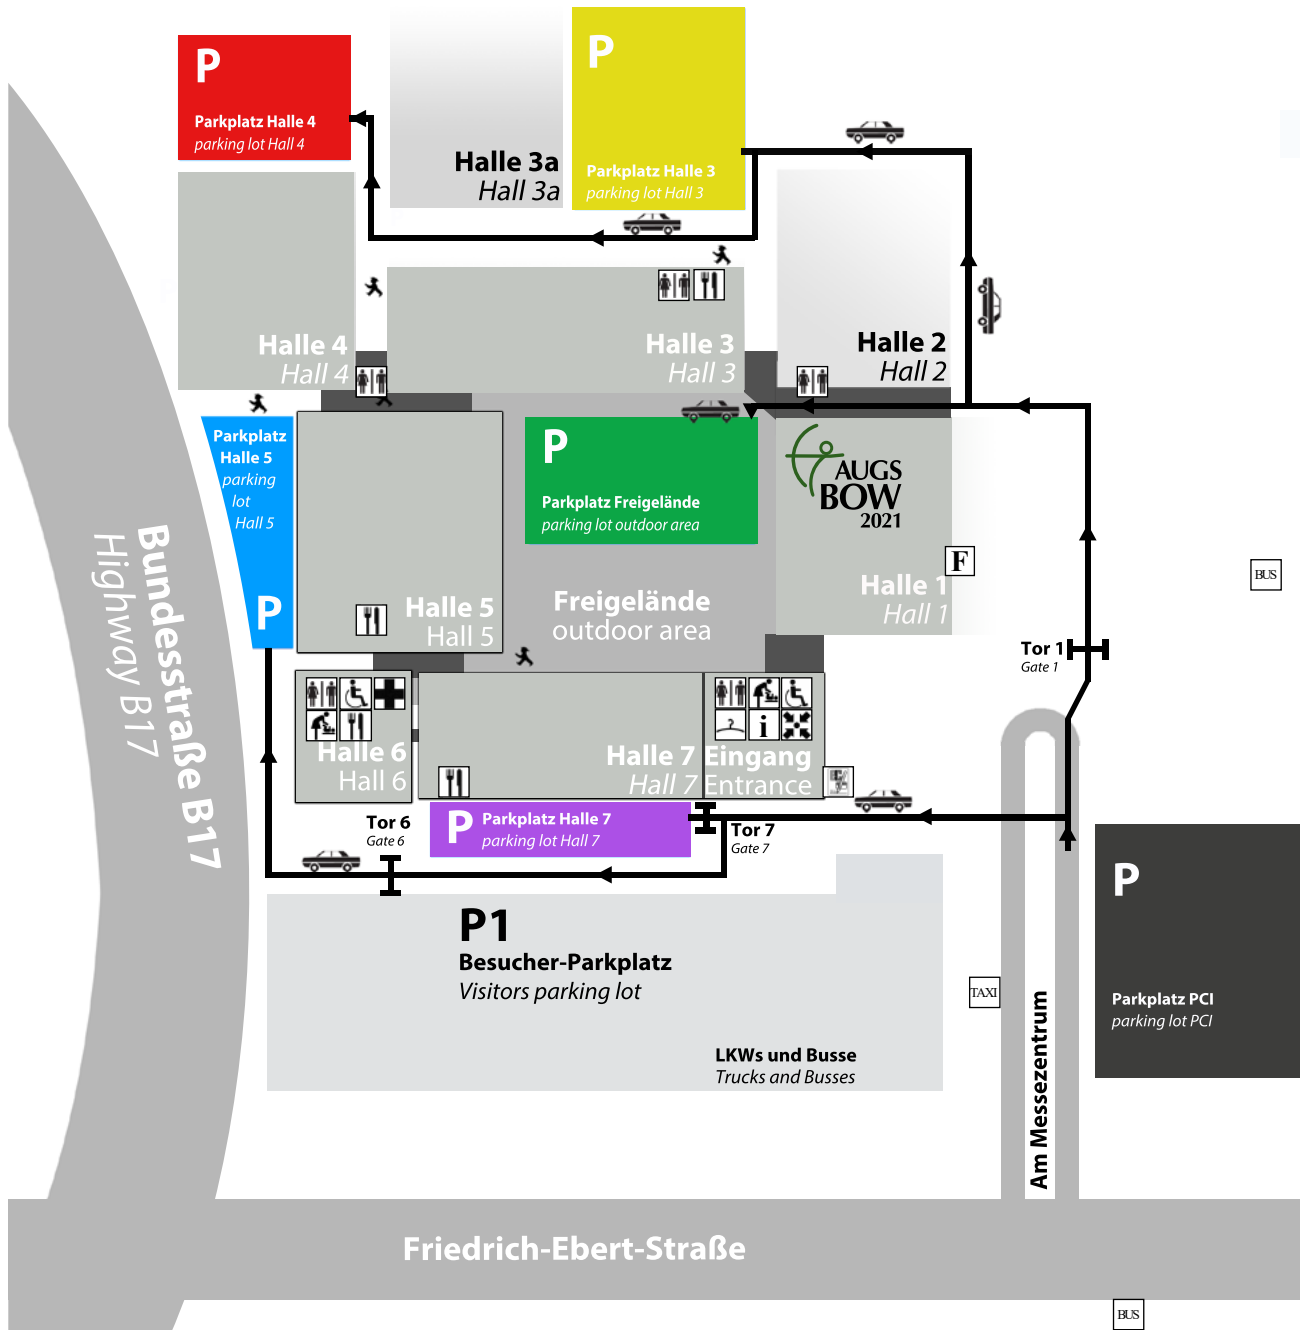 P
Parkplatz Halle 4
parking lot Hall 4
Halle 3a
Hall 3a
P
Parkplatz Halle 3
parking lot Hall 3
Halle 4
Hall 4
Halle 3
Hall 3
Halle 2
Hall 2
Parkplatz
Halle 5
parking
lot
Hall 5
P
P
Parkplatz Freigelände
parking lot outdoor area
AUGS
BOW
2021
F
Halle 1
Hall 1
BUS
Halle 5
Hall 5
Freigelände
outdoor area
Tor 1
Gate 1
Bundesstraße B17
Highway B17
Halle 6
Hall 6
Halle 7
Hall 7
i
Eingang
Entrance
P
Parkplatz Halle 7
parking lot Hall 7
Tor 6
Gate 6
Tor 7
Gate 7
P1
Besucher-Parkplatz
Visitors parking lot
LKWs und Busse
Trucks and Busses
TAXI
Am Messezentrum
P
Parkplatz PCI
parking lot PCI
Friedrich-Ebert-Straße
BUS